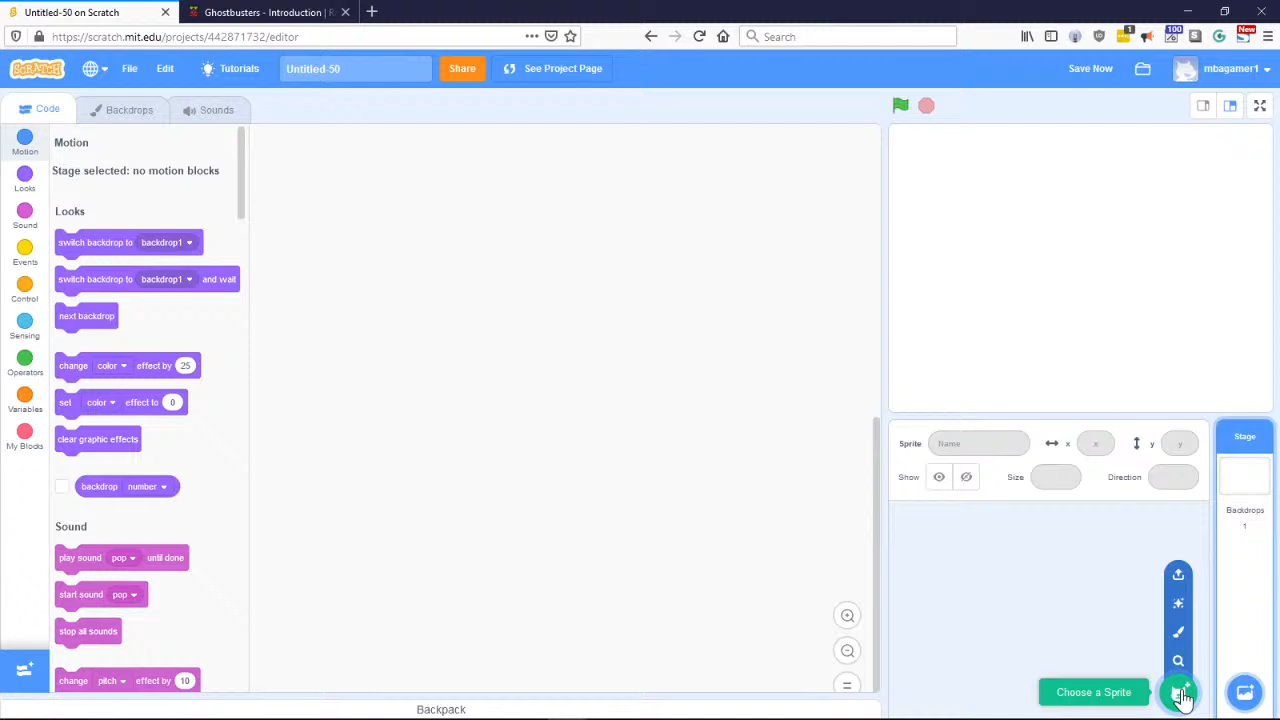 Untitled-50 on Scratch
Ghostbusters - Introduction | R
https://scratch.mit.edu/projects/442871732/editor
Search
1
100
New
SCRATCH
File
Edit
Tutorials
Untitled-50
Share
See Project Page
Save Now
mbagamer1
Code
Backdrops
Sounds
Motion
Looks
Sound
Events
Control
Sensing
Operators
Variables
My Blocks
Motion
Stage selected: no motion blocks
Looks
switch backdrop to backdrop1
switch backdrop to backdrop1 and wait
next backdrop
change color effect by 25
set color effect to 0
clear graphic effects
backdrop number
Sound
play sound pop until done
start sound pop
stop all sounds
change pitch effect by 10
Sprite Name x x y y
Show Size Direction
Stage
Backdrops
1
Choose a Sprite
Backpack